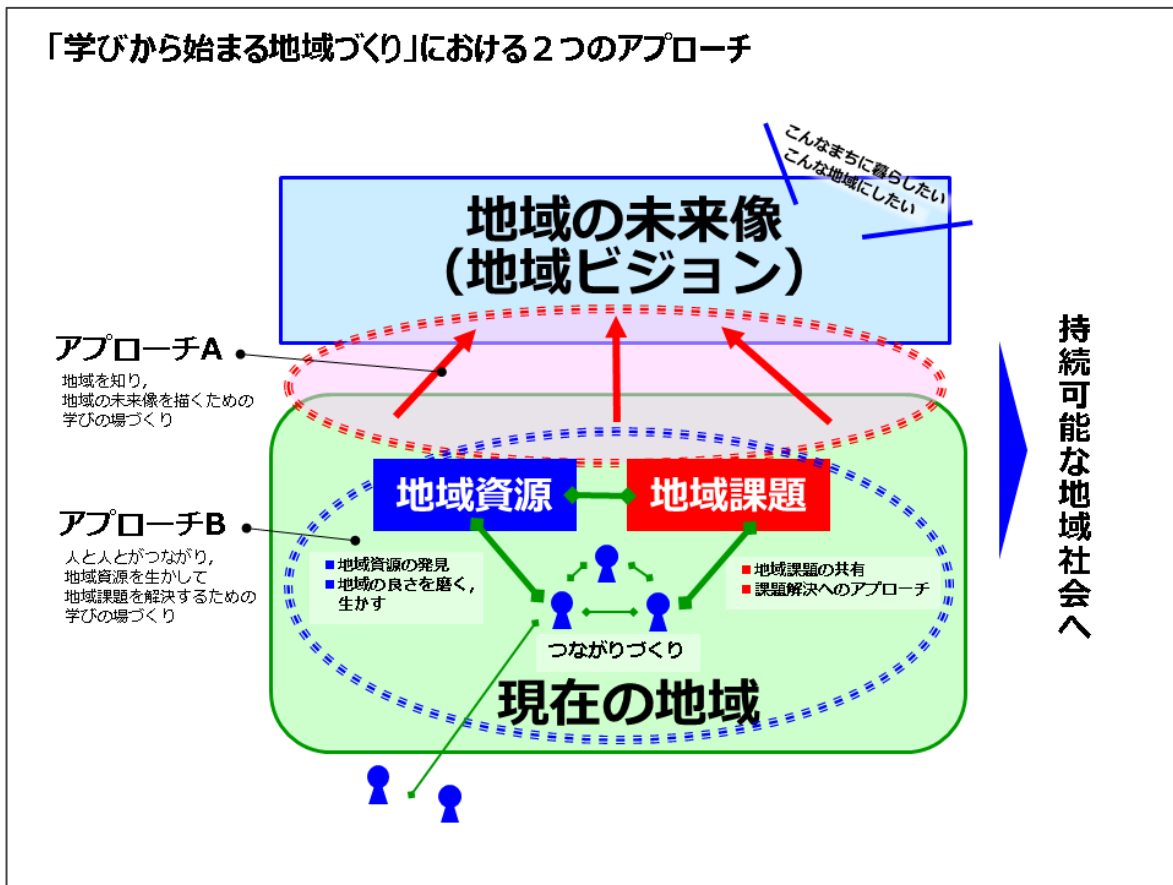 「学びから始まる地域づくり」における２つのアプローチ
こんなまちに暮らしたい
こんな地域にしたい
地域の未来像
（地域ビジョン）
アプローチA
地域を知り，
地域の未来像を描くための
学びの場づくり
持続可能な地域社会へ
地域資源
地域課題
アプローチB
人と人とがつながり，
地域資源を生かして
地域課題を解決するための
学びの場づくり
■地域資源の発見
■地域の良さを磨く，
生かす
■地域課題の共有
■課題解決へのアプローチ
つながりづくり
現在の地域